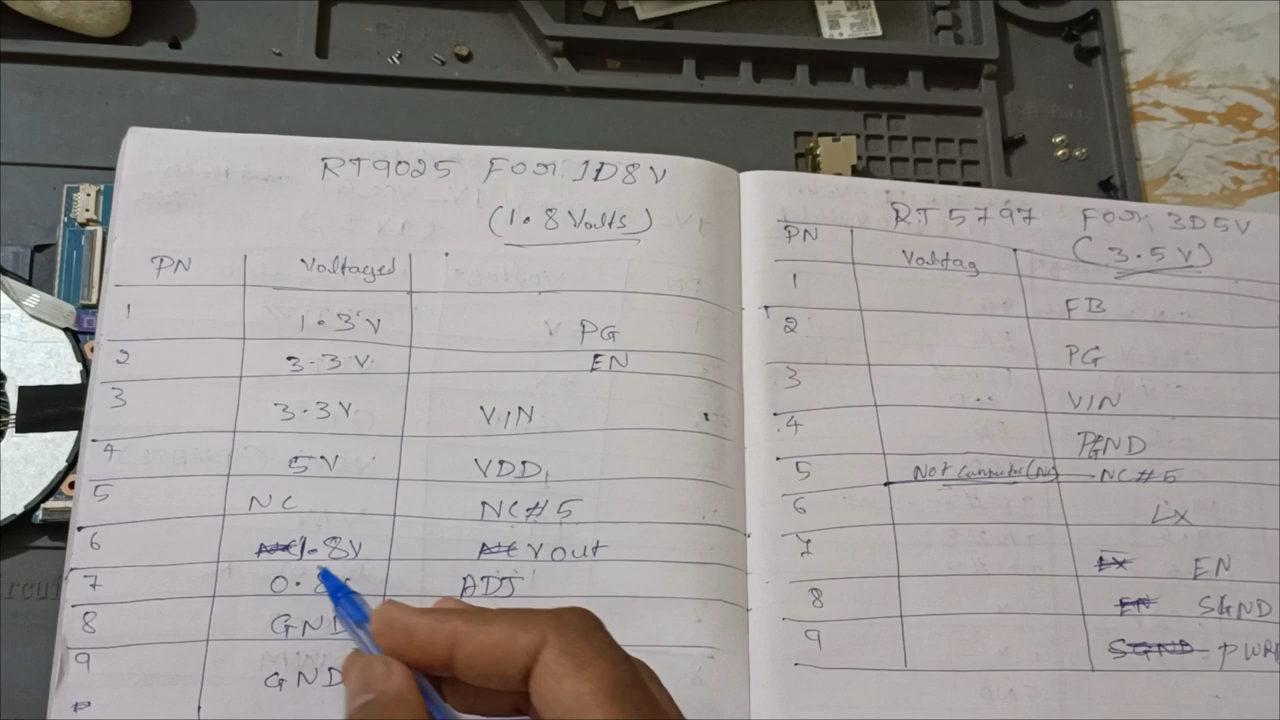 RT9025 For 1D8V
(1.8 Volts)
PN Voltages
1 1.3V PG
2 3.3V EN
3 3.3V VIN
4 5V VDD
5 NC NC#5
6 1.8V Vout
7 ADJ
8 GND
9 GND
RT5797 For 3D5V
(3.5V)
PN Voltag
1 FB
2 PG
3 VIN
4 PGND
5 Not Connected (NC) NC#5
6 LX
7 EN
8 SGND
9 PWR